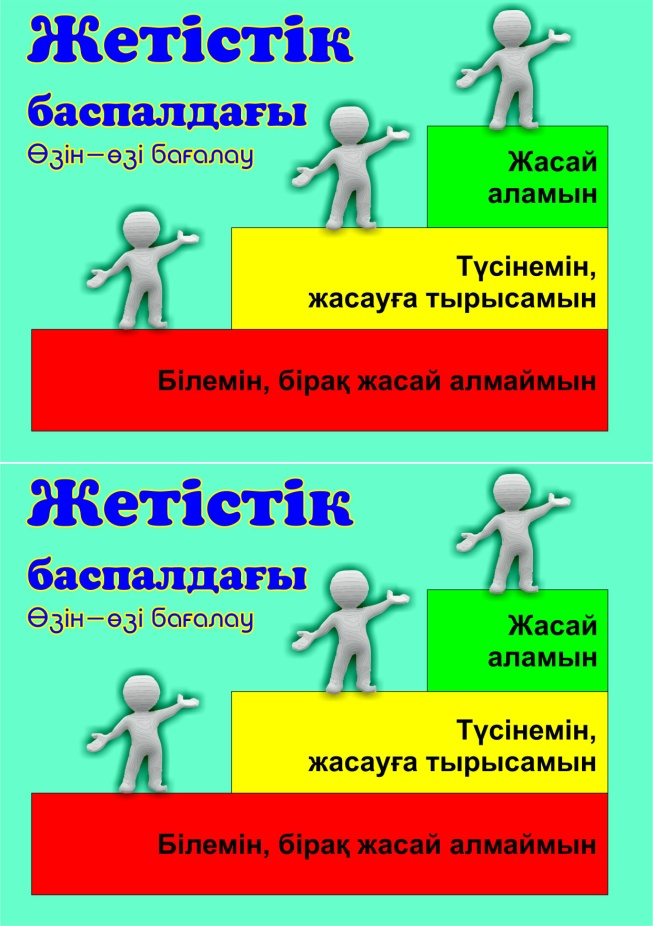 Жетістік
баспалдағы
Өзін–өзі бағалау
Жасай
аламын
Түсінемін,
жасауға тырысамын
Білемін, бірақ жасай алмаймын
Жетістік
баспалдағы
Өзін–өзі бағалау
Жасай
аламын
Түсінемін,
жасауға тырысамын
Білемін, бірақ жасай алмаймын